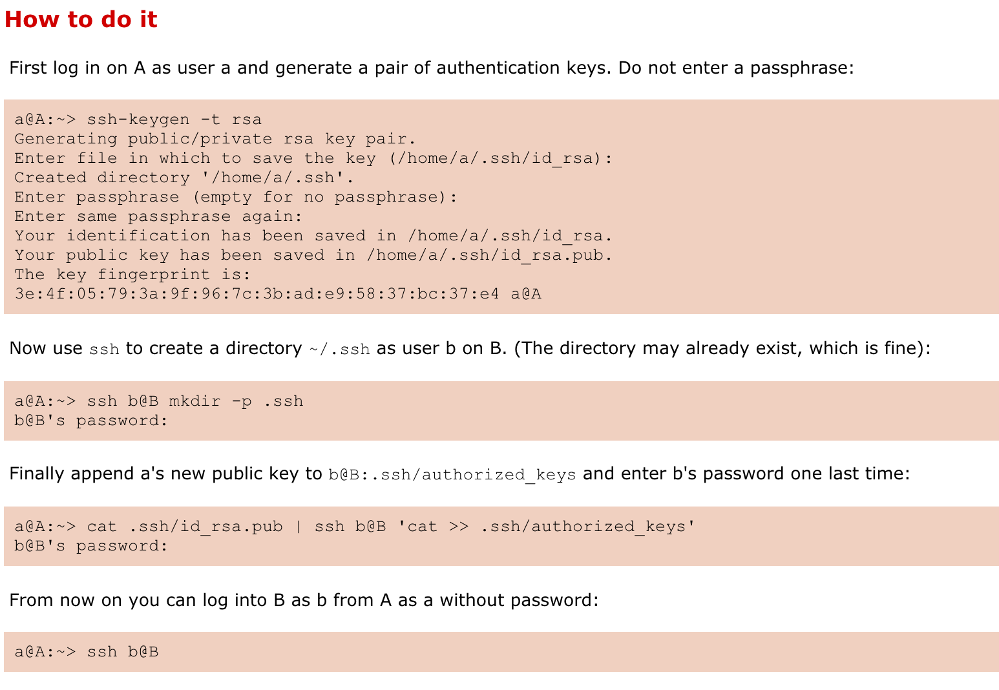 How to do it
First log in on A as user a and generate a pair of authentication keys. Do not enter a passphrase:
a@A:~> ssh-keygen -t rsa
Generating public/private rsa key pair.
Enter file in which to save the key (/home/a/.ssh/id_rsa):
Created directory '/home/a/.ssh'.
Enter passphrase (empty for no passphrase):
Enter same passphrase again:
Your identification has been saved in /home/a/.ssh/id_rsa.
Your public key has been saved in /home/a/.ssh/id_rsa.pub.
The key fingerprint is:
3e:4f:05:79:3a:9f:96:7c:3b:ad:e9:58:37:bc:37:e4 a@A
Now use ssh to create a directory ~/.ssh as user b on B. (The directory may already exist, which is fine):
a@A:~> ssh b@B mkdir -p .ssh
b@B's password:
Finally append a's new public key to b@B:.ssh/authorized_keys and enter b's password one last time:
a@A:~> cat .ssh/id_rsa.pub | ssh b@B 'cat >> .ssh/authorized_keys'
b@B's password:
From now on you can log into B as b from A as a without password:
a@A:~> ssh b@B